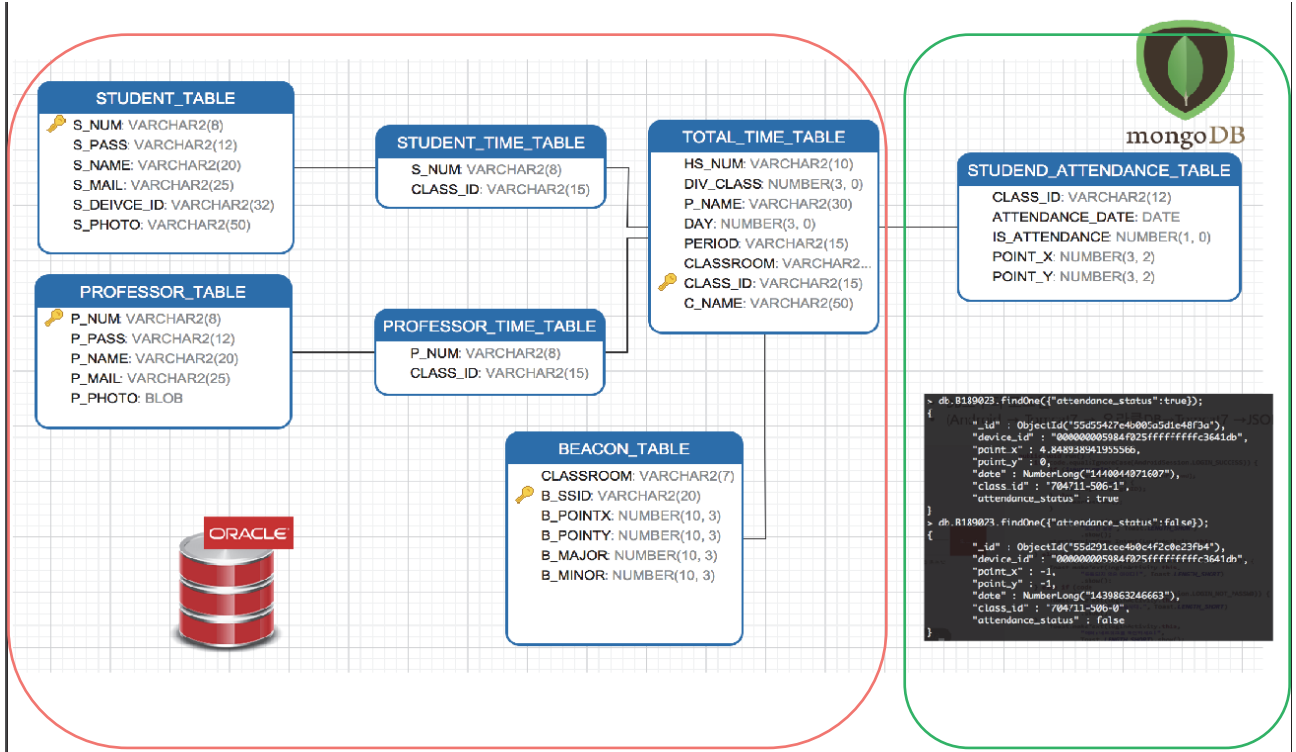 STUDENT_TABLE
S_NUM: VARCHAR2(8)
S_PASS: VARCHAR2(12)
S_NAME: VARCHAR2(20)
S_MAIL: VARCHAR2(25)
S_DEIVCE_ID: VARCHAR2(32)
S_PHOTO: VARCHAR2(50)
PROFESSOR_TABLE
P_NUM: VARCHAR2(8)
P_PASS: VARCHAR2(12)
P_NAME: VARCHAR2(20)
P_MAIL: VARCHAR2(25)
P_PHOTO: BLOB
STUDENT_TIME_TABLE
S_NUM: VARCHAR2(8)
CLASS_ID: VARCHAR2(15)
PROFESSOR_TIME_TABLE
P_NUM: VARCHAR2(8)
CLASS_ID: VARCHAR2(15)
TOTAL_TIME_TABLE
HS_NUM: VARCHAR2(10)
DIV_CLASS: NUMBER(3, 0)
P_NAME: VARCHAR2(30)
DAY: NUMBER(3, 0)
PERIOD: VARCHAR2(15)
CLASSROOM: VARCHAR2...
CLASS_ID: VARCHAR2(15)
C_NAME: VARCHAR2(50)
BEACON_TABLE
CLASSROOM: VARCHAR2(7)
B_SSID: VARCHAR2(20)
B_POINTX: NUMBER(10, 3)
B_POINTY: NUMBER(10, 3)
B_MAJOR: NUMBER(10, 3)
B_MINOR: NUMBER(10, 3)
ORACLE
mongoDB
STUDEND_ATTENDANCE_TABLE
CLASS_ID: VARCHAR2(12)
ATTENDANCE_DATE: DATE
IS_ATTENDANCE: NUMBER(1, 0)
POINT_X: NUMBER(3, 2)
POINT_Y: NUMBER(3, 2)
> db.B189023.findOne({"attendance_status":true});
{
"_id" : ObjectId("55d55427e4b005a5d1e48f3a"),
"device_id" : "000000005984f025fffffffffc3641db",
"point_x" : 4.848938941955566,
"point_y" : 0,
"date" : NumberLong("1440044071607"),
"class_id" : "704711-506-1",
"attendance_status" : true
}
> db.B189023.findOne({"attendance_status":false});
{
"_id" : ObjectId("55d291cee4b0c4f2c0e23fb4"),
"device_id" : "000000005984f025fffffffffc3641db",
"point_x" : -1,
"point_y" : -1,
"date" : NumberLong("1439863246663"),
"class_id" : "704711-506-0",
"attendance_status" : false
}